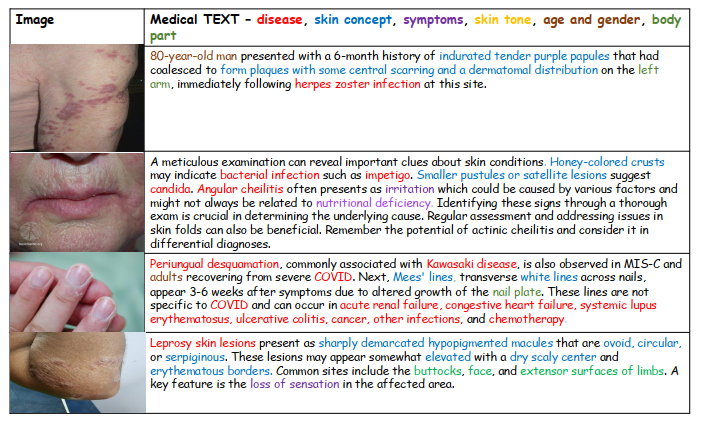 Image
Medical TEXT – disease, skin concept, symptoms, skin tone, age and gender, body
part
80-year-old man presented with a 6-month history of indurated tender purple papules that had
coalesced to form plaques with some central scarring and a dermatomal distribution on the left
arm, immediately following herpes zoster infection at this site.
A meticulous examination can reveal important clues about skin conditions. Honey-colored crusts
may indicate bacterial infection such as impetigo. Smaller pustules or satellite lesions suggest
candida. Angular cheilitis often presents as irritation which could be caused by various factors and
might not always be related to nutritional deficiency. Identifying these signs through a thorough
exam is crucial in determining the underlying cause. Regular assessment and addressing issues in
skin folds can also be beneficial. Remember the potential of actinic cheilitis and consider it in
differential diagnoses.
Periungual desquamation, commonly associated with Kawasaki disease, is also observed in MIS-C and
adults recovering from severe COVID. Next, Mees' lines, transverse white lines across nails,
appear 3-6 weeks after symptoms due to altered growth of the nail plate. These lines are not
specific to COVID and can occur in acute renal failure, congestive heart failure, systemic lupus
erythematosus, ulcerative colitis, cancer, other infections, and chemotherapy.
Leprosy skin lesions present as sharply demarcated hypopigmented macules that are ovoid, circular,
or serpiginous. These lesions may appear somewhat elevated with a dry scaly center and
erythematous borders. Common sites include the buttocks, face, and extensor surfaces of limbs. A
key feature is the loss of sensation in the affected area.